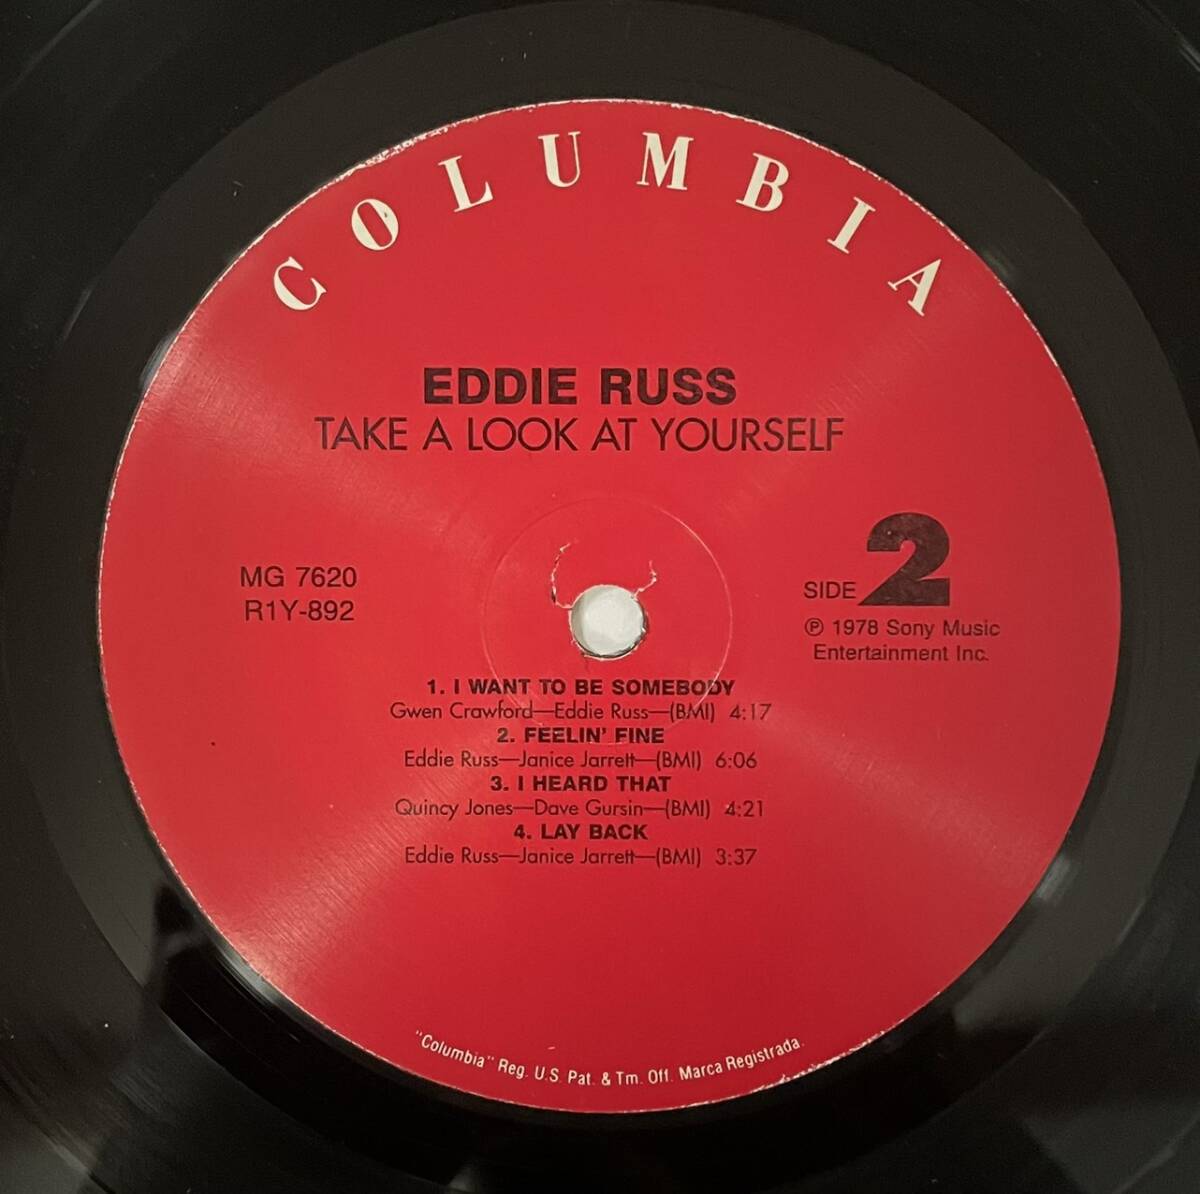 COLUMBIA
EDDIE RUSS
TAKE A LOOK AT YOURSELF
MG 7620
R1Y-892
SIDE 2
℗ 1978 Sony Music
Entertainment Inc.
1. I WANT TO BE SOMEBODY
Gwen Crawford—Eddie Russ—(BMI) 4:17
2. FEELIN' FINE
Eddie Russ—Janice Jarrett—(BMI) 6:06
3. I HEARD THAT
Quincy Jones—Dave Gursin—(BMI) 4:21
4. LAY BACK
Eddie Russ—Janice Jarrett—(BMI) 3:37
"Columbia" Reg. U.S. Pat. & Tm. Off. Marca Registrada.